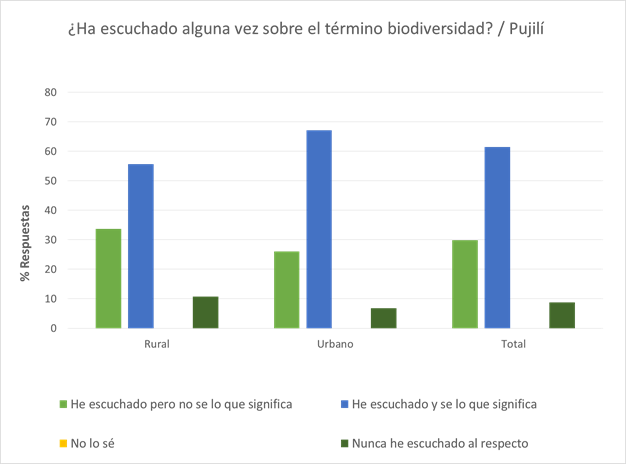 ¿Ha escuchado alguna vez sobre el término biodiversidad? / Pujilí
80
70
60
50
40
30
20
10
0
% Respuestas
Rural Urbano Total
He escuchado pero no se lo que significa He escuchado y se lo que significa
No lo sé Nunca he escuchado al respecto